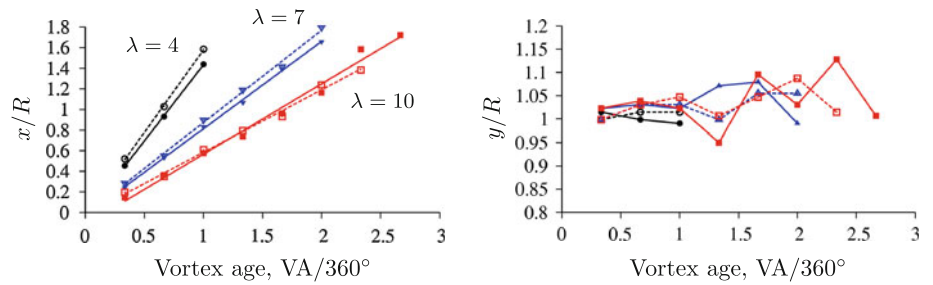 1.8
1.6
1.4
1.2
1
0.8
0.6
0.4
0.2
0
x/R
λ = 4
λ = 7
λ = 10
0 0.5 1 1.5 2 2.5 3
Vortex age, VA/360°
1.2
1.15
1.1
1.05
1
0.95
0.9
0.85
0.8
y/R
0 0.5 1 1.5 2 2.5 3
Vortex age, VA/360°